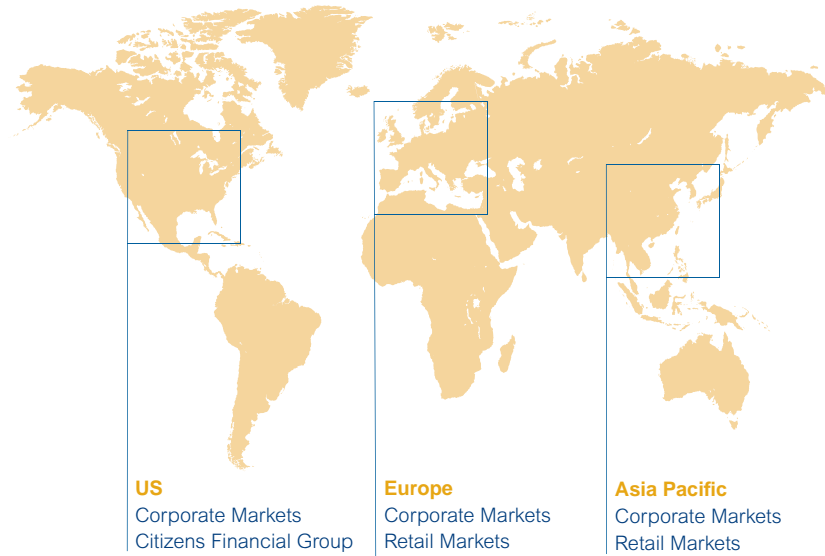 US
Corporate Markets
Citizens Financial Group
Europe
Corporate Markets
Retail Markets
Asia Pacific
Corporate Markets
Retail Markets